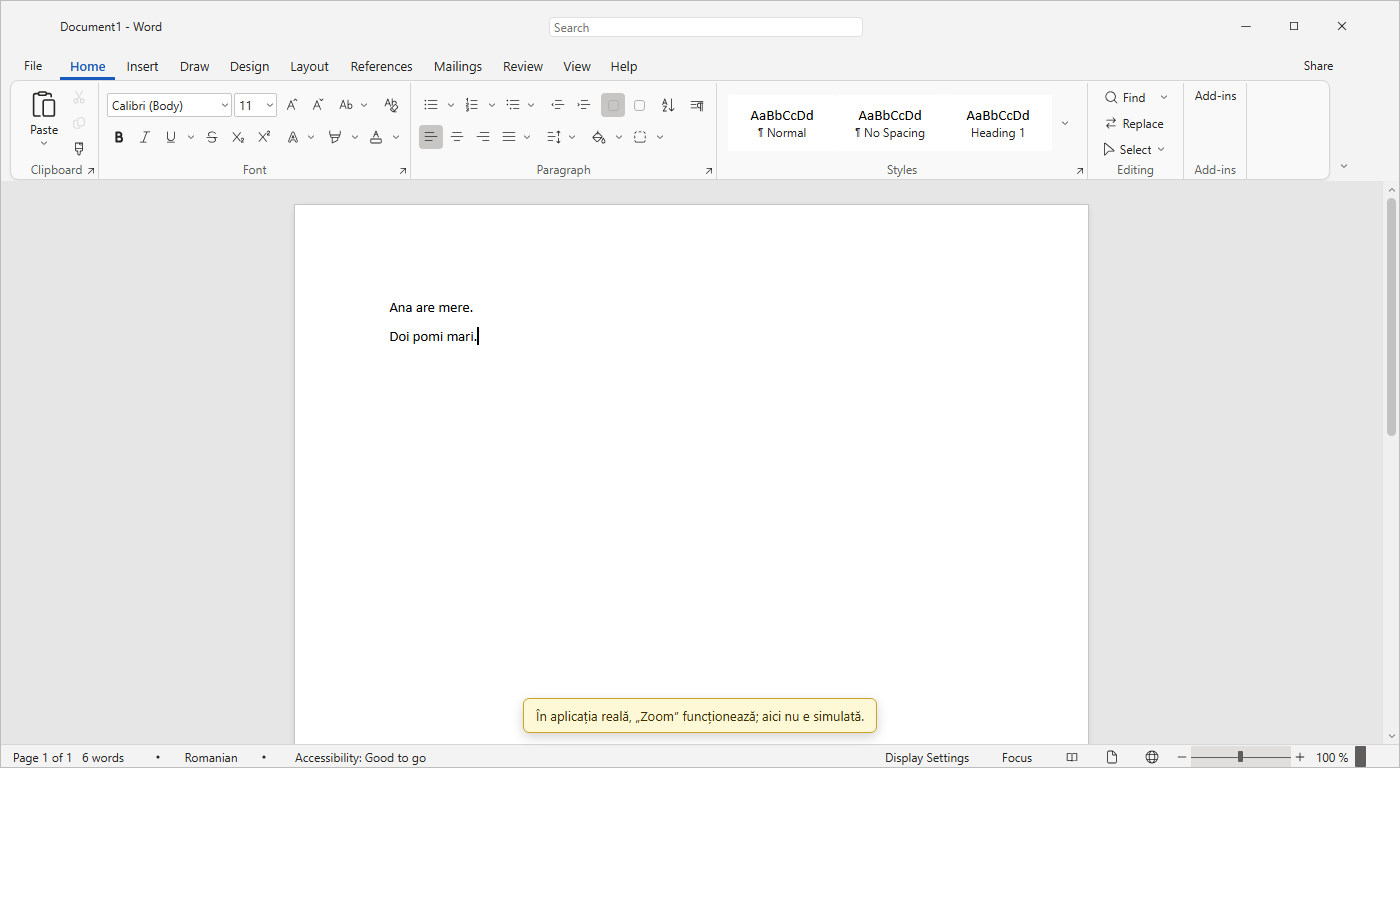 Document1 - Word
Search
File Home Insert Draw Design Layout References Mailings Review View Help Share
Paste
Clipboard
Calibri (Body) 11
Font
Paragraph
AaBbCcDd AaBbCcDd AaBbCcDd
¶ Normal ¶ No Spacing Heading 1
Styles
Find
Replace
Select
Editing
Add-ins
Add-ins
Ana are mere.
Doi pomi mari.
În aplicația reală, „Zoom” funcționează; aici nu e simulată.
Page 1 of 1 6 words • Romanian • Accessibility: Good to go Display Settings Focus 100 %